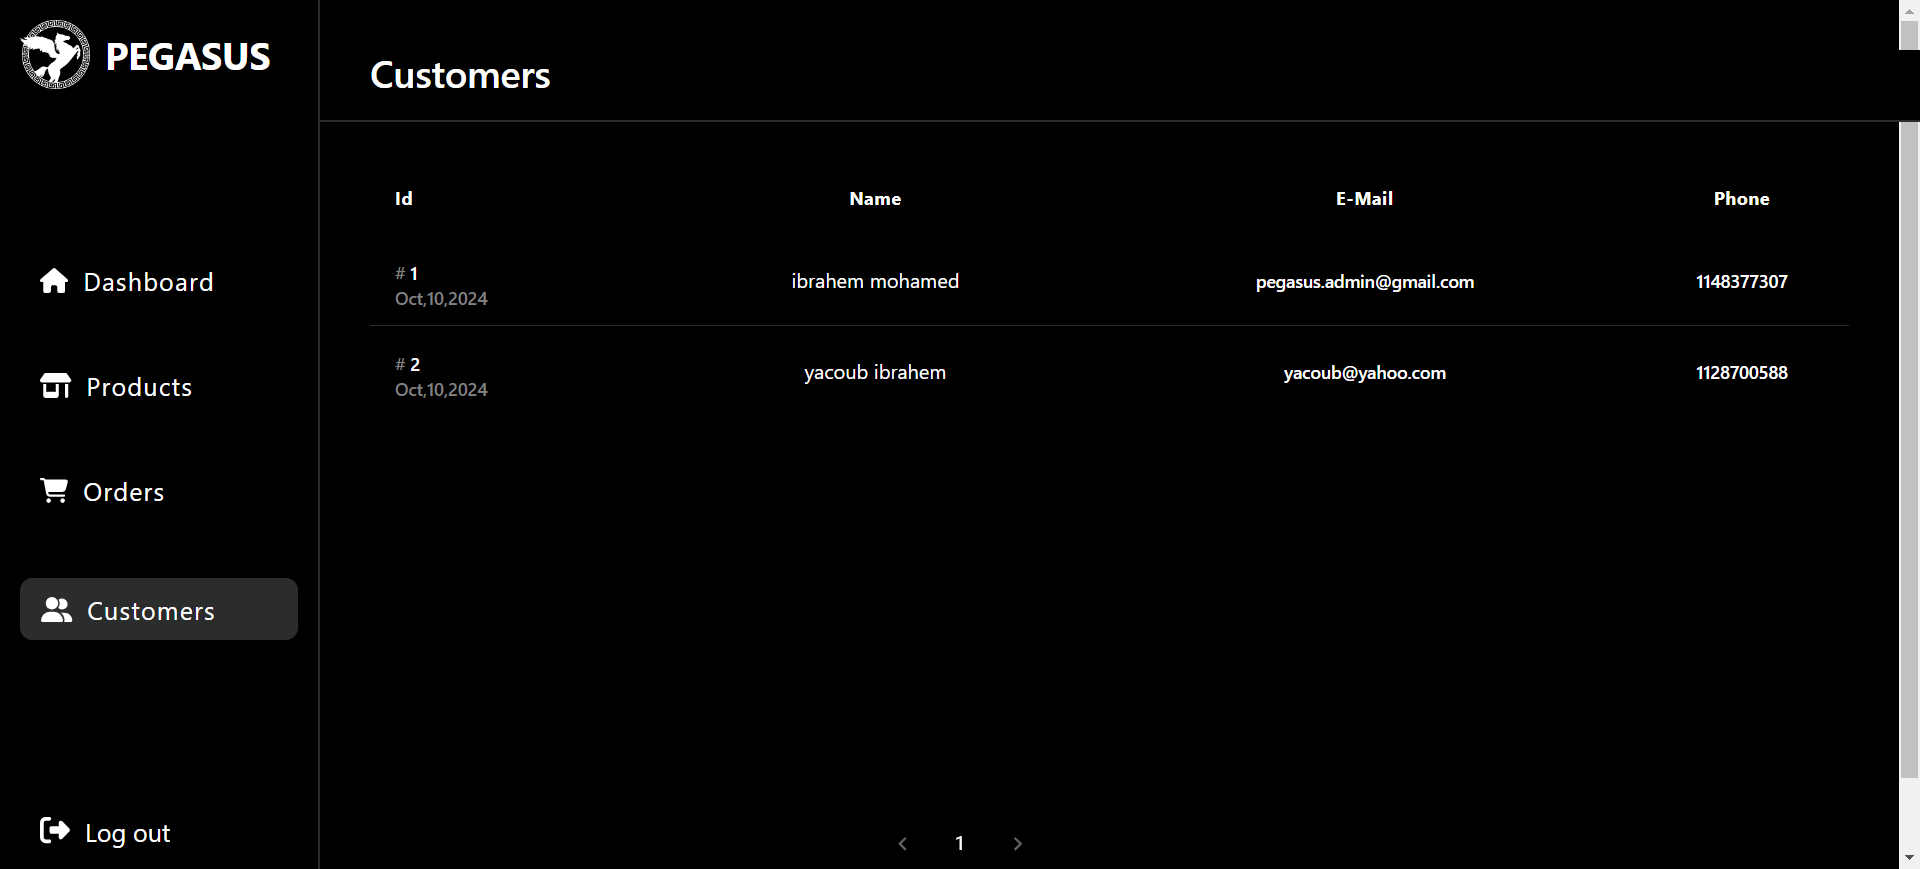 PEGASUS
Customers
Dashboard
Products
Orders
Customers
Log out
Id Name E-Mail Phone
# 1
Oct,10,2024
ibrahem mohamed
pegasus.admin@gmail.com
1148377307
# 2
Oct,10,2024
yacoub ibrahem
yacoub@yahoo.com
1128700588
1